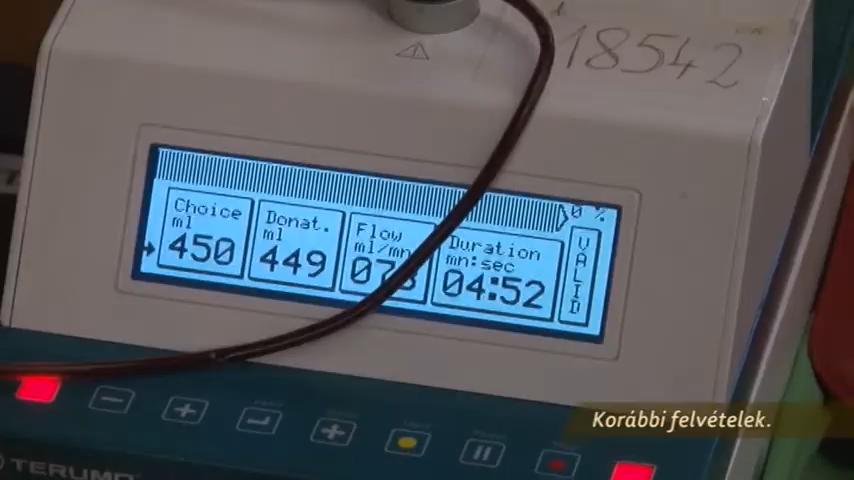 18542
0 %
Choice
ml
450
Donat.
ml
449
Flow
ml/mn
Duration
mn:sec
04:52
VALID
Korábbi felvételek.
TERUMO